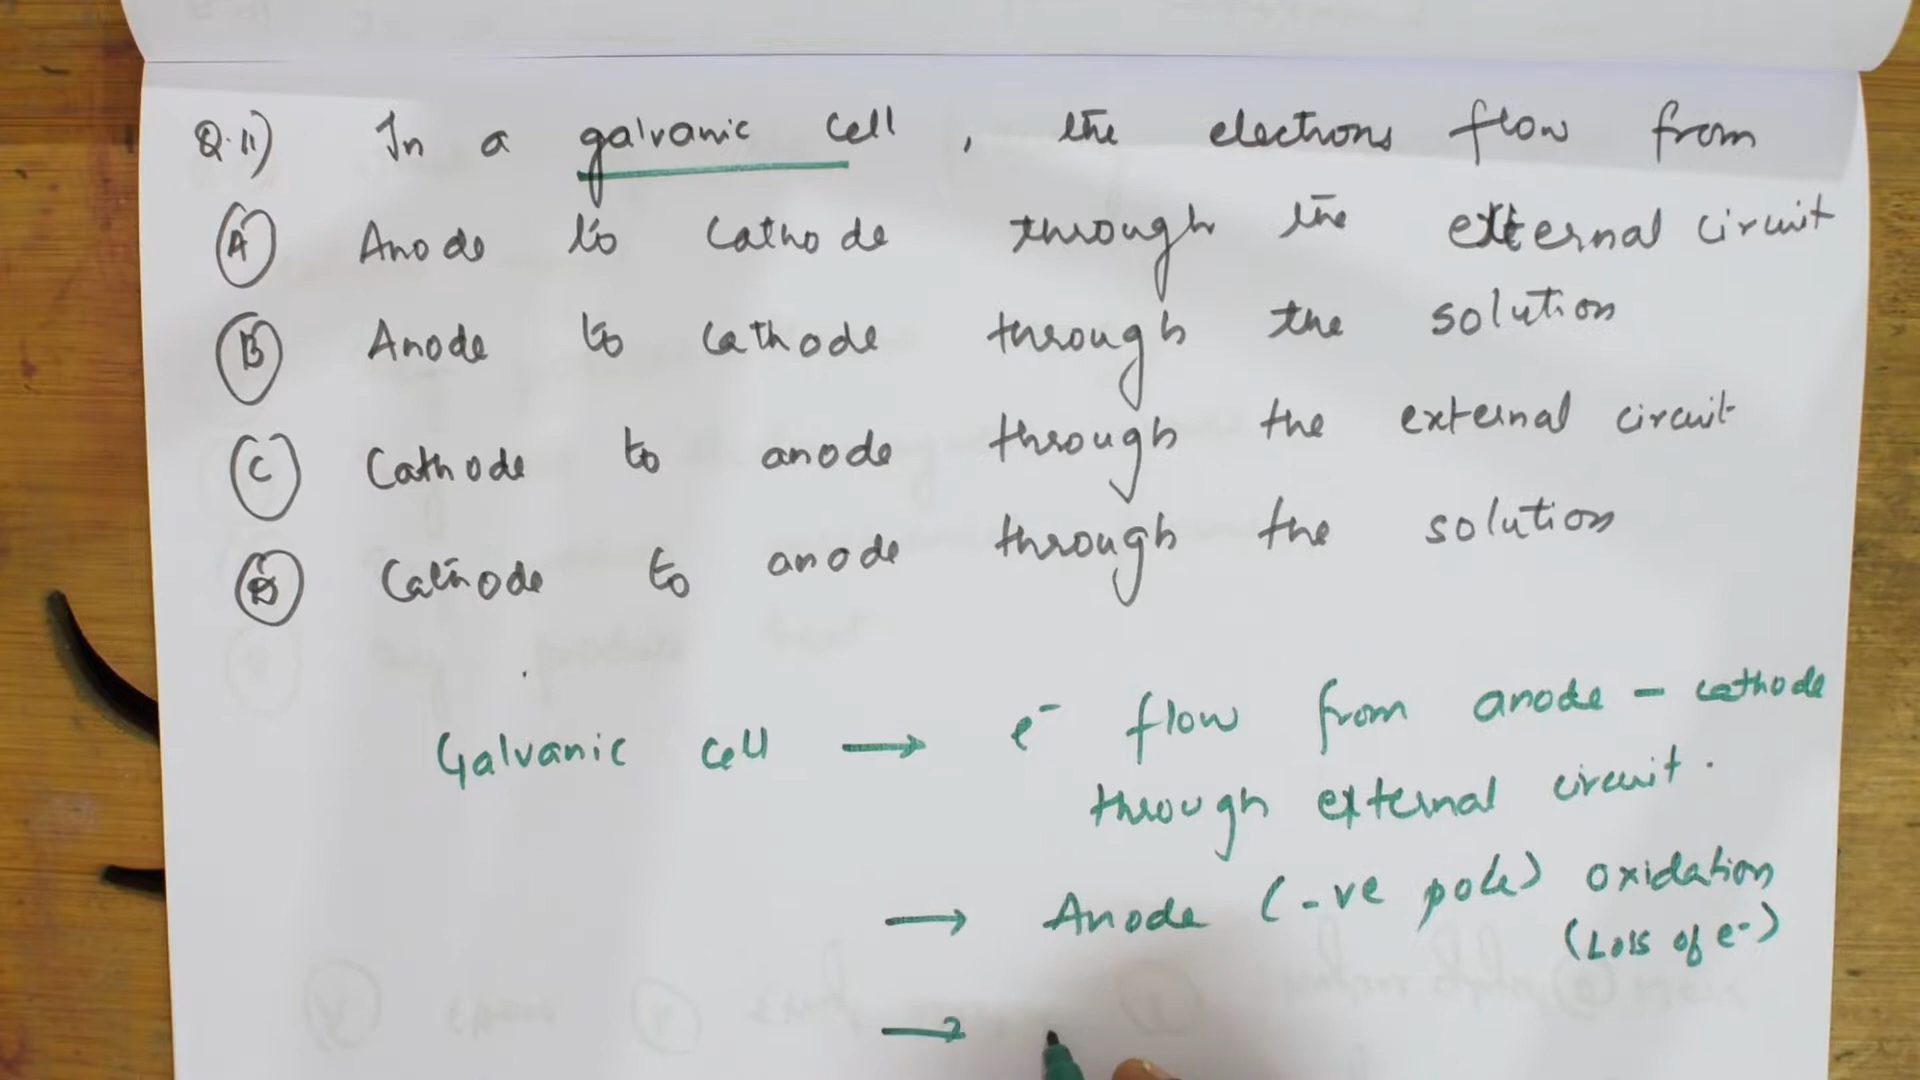 Q.11) In a galvanic cell , the electrons flow from
(A) Anode to cathode through the external circuit
(B) Anode to cathode through the solution
(C) Cathode to anode through the external circuit
(D) Cathode to anode through the solution
Galvanic cell → e⁻ flow from anode - cathode
through external circuit.
→ Anode (-ve pole) oxidation
(Loss of e-)
→